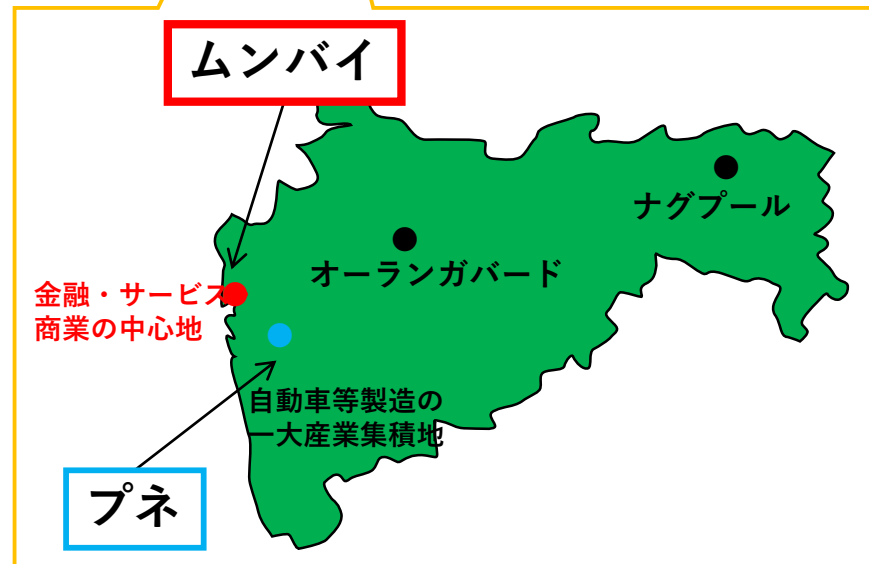 ムンバイ
ナグプール
オーランガバード
金融・サービス
商業の中心地
自動車等製造の
一大産業集積地
プネ